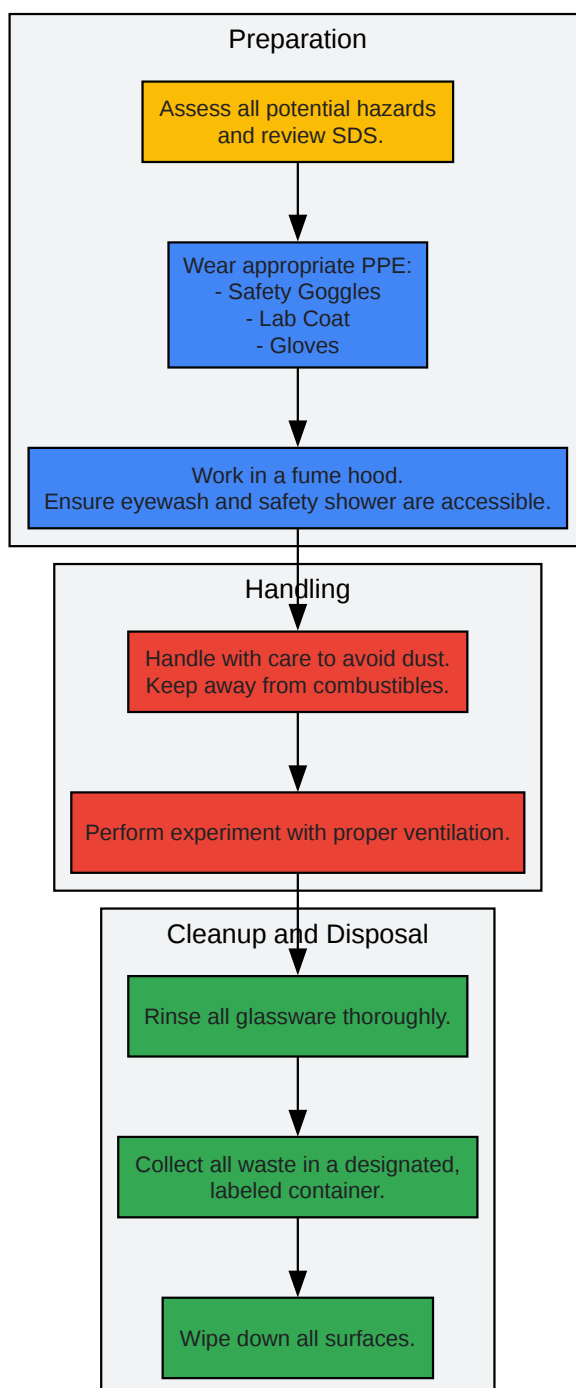 Preparation
Assess all potential hazards
and review SDS.
Wear appropriate PPE:
- Safety Goggles
- Lab Coat
- Gloves
Work in a fume hood.
Ensure eyewash and safety shower are accessible.
Handling
Handle with care to avoid dust.
Keep away from combustibles.
Perform experiment with proper ventilation.
Cleanup and Disposal
Rinse all glassware thoroughly.
Collect all waste in a designated,
labeled container.
Wipe down all surfaces.